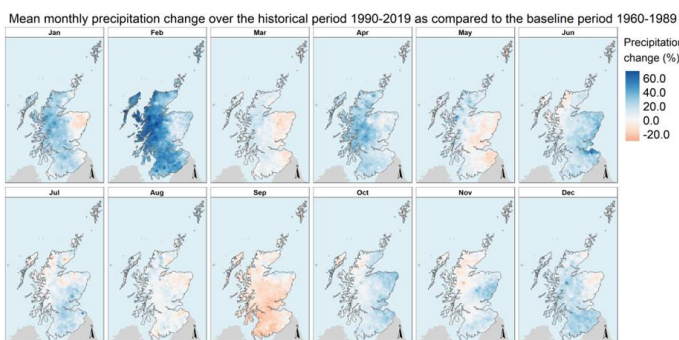 Mean monthly precipitation change over the historical period 1990-2019 as compared to the baseline period 1960-1989
Jan
Feb
Mar
Apr
May
Jun
Precipitation
change (%)
60.0
40.0
20.0
0.0
-20.0
Jul
Aug
Sep
Oct
Nov
Dec